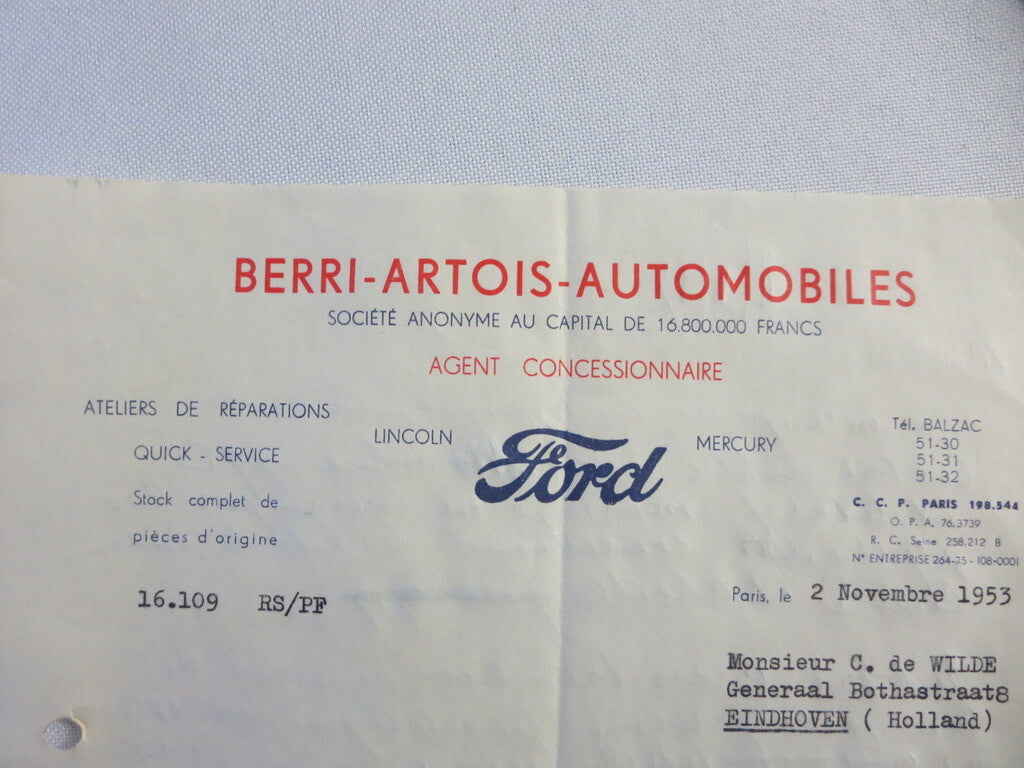 BERRI-ARTOIS-AUTOMOBILES
SOCIÉTÉ ANONYME AU CAPITAL DE 16.800.000 FRANCS
AGENT CONCESSIONNAIRE
ATELIERS DE RÉPARATIONS
QUICK - SERVICE
Stock complet de
pièces d'origine
LINCOLN Ford MERCURY
Tél. BALZAC
51-30
51-31
51-32
C. C. P. PARIS 198.544
O. P. A. 76.3739
R. C. Seine 258.212 B
N° ENTREPRISE 264-75-108-0001
16.109 RS/PF
Paris, le 2 Novembre 1953
Monsieur C. de WILDE
Generaal Bothastraat8
EINDHOVEN ( Holland)